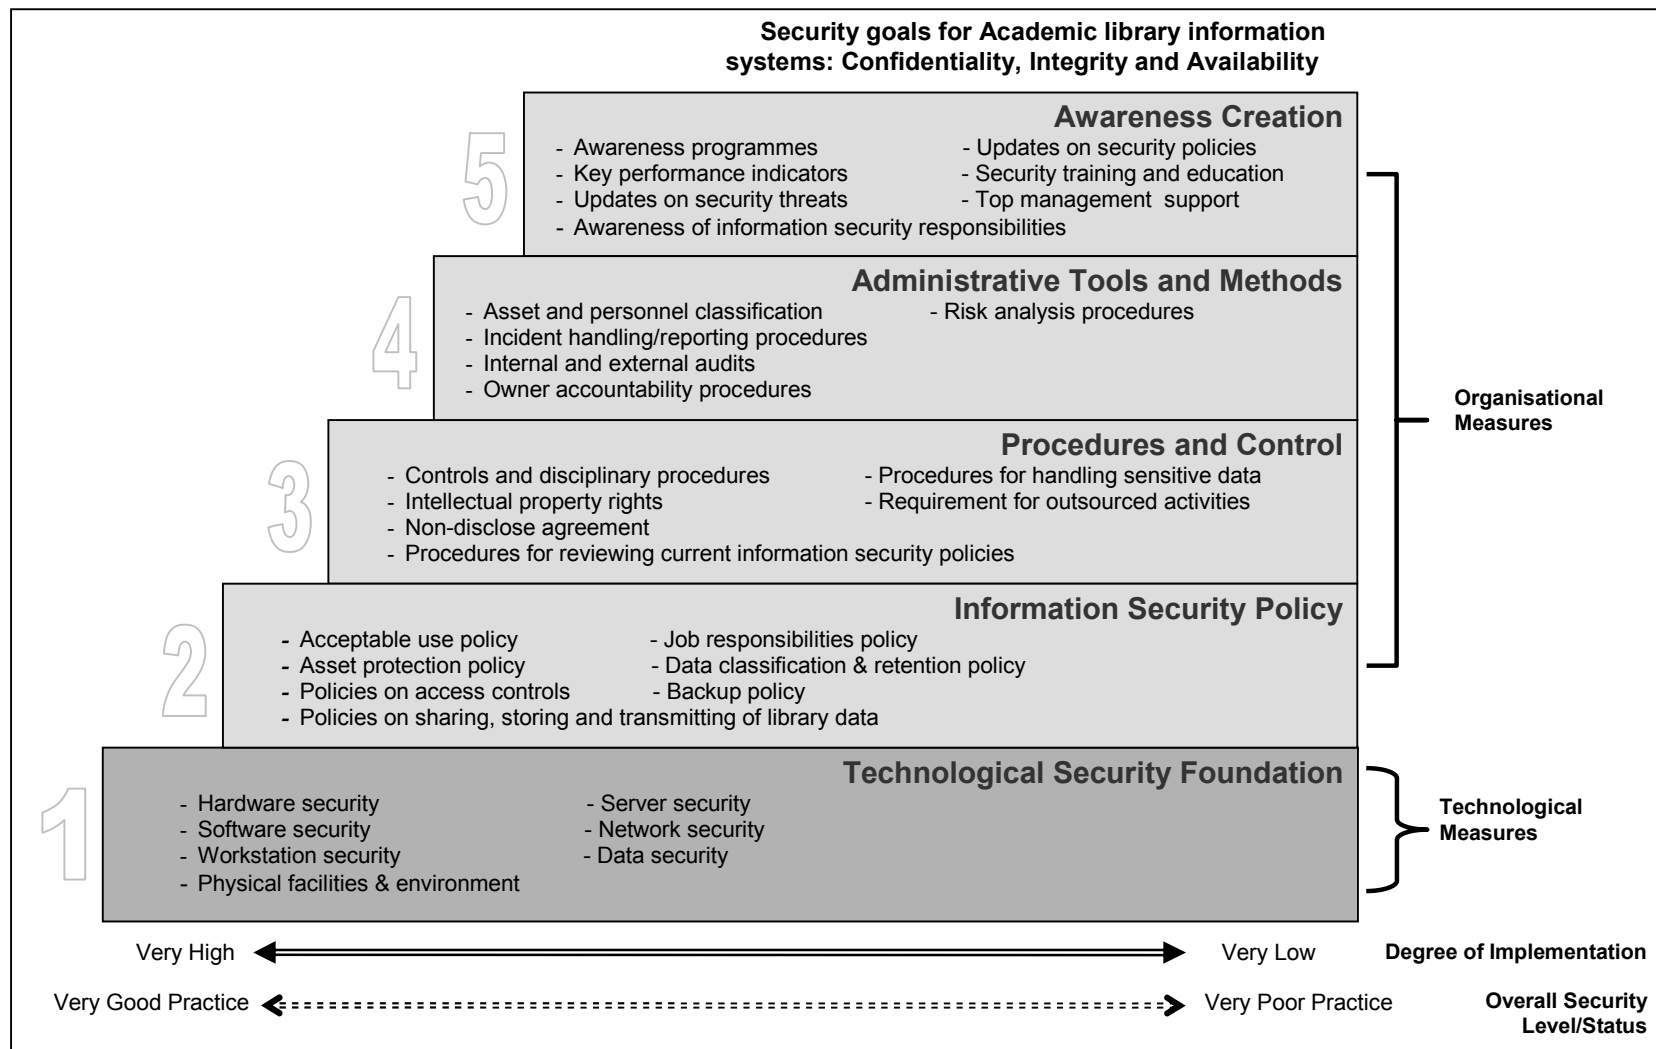 Security goals for Academic library information
systems: Confidentiality, Integrity and Availability
5
Awareness Creation
- Awareness programmes
- Key performance indicators
- Updates on security threats
- Awareness of information security responsibilities
- Updates on security policies
- Security training and education
- Top management support
4
Administrative Tools and Methods
- Asset and personnel classification
- Incident handling/reporting procedures
- Internal and external audits
- Owner accountability procedures
- Risk analysis procedures
Organisational
Measures
3
Procedures and Control
- Controls and disciplinary procedures
- Intellectual property rights
- Non-disclose agreement
- Procedures for reviewing current information security policies
- Procedures for handling sensitive data
- Requirement for outsourced activities
2
Information Security Policy
- Acceptable use policy
- Asset protection policy
- Policies on access controls
- Policies on sharing, storing and transmitting of library data
- Job responsibilities policy
- Data classification & retention policy
- Backup policy
1
Technological Security Foundation
- Hardware security
- Software security
- Workstation security
- Physical facilities & environment
- Server security
- Network security
- Data security
Technological
Measures
Very High
Very Low
Degree of Implementation
Very Good Practice
Very Poor Practice
Overall Security
Level/Status